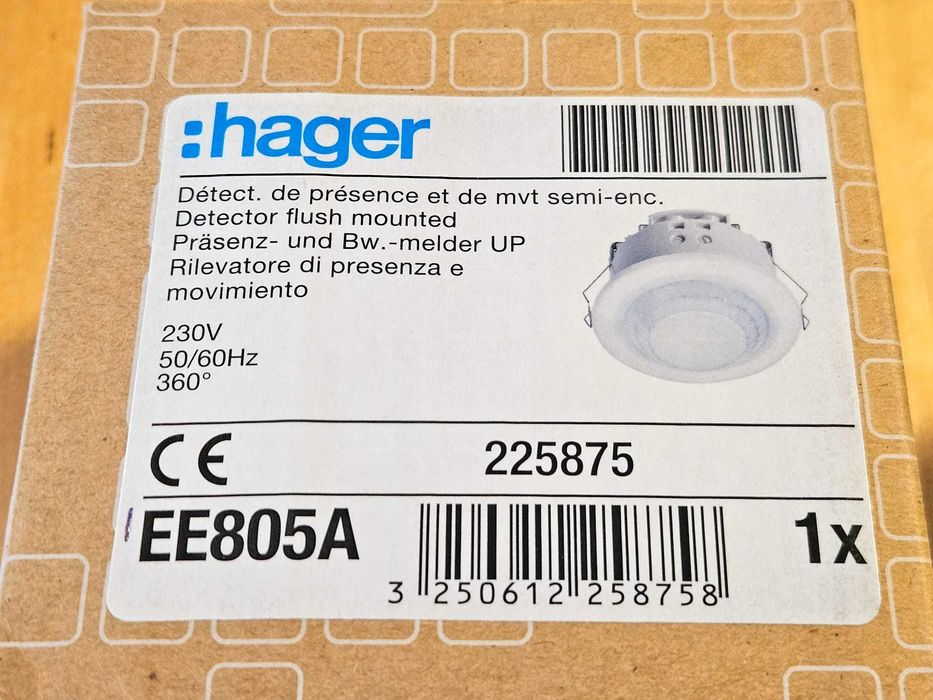 :hager
Détect. de présence et de mvt semi-enc.
Detector flush mounted
Präsenz- und Bw.-melder UP
Rilevatore di presenza e
movimiento
230V
50/60Hz
360°
CE
225875
EE805A
1x
3 250612 258758